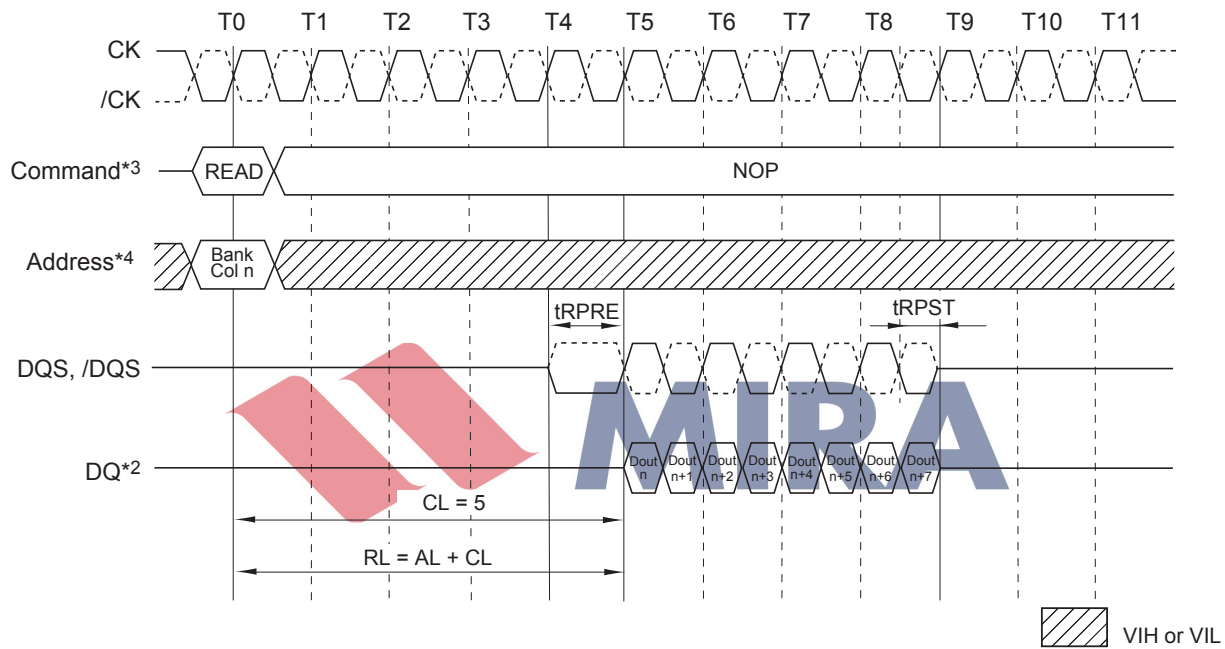 T0 T1 T2 T3 T4 T5 T6 T7 T8 T9 T10 T11
CK
/CK
Command*3 READ NOP
Address*4 Bank
Col n
tRPRE tRPST
DQS, /DQS
MIRA
DQ*2 Dout Dout Dout Dout Dout Dout Dout Dout
n n+1 n+2 n+3 n+4 n+5 n+6 n+7
CL = 5
RL = AL + CL
VIH or VIL